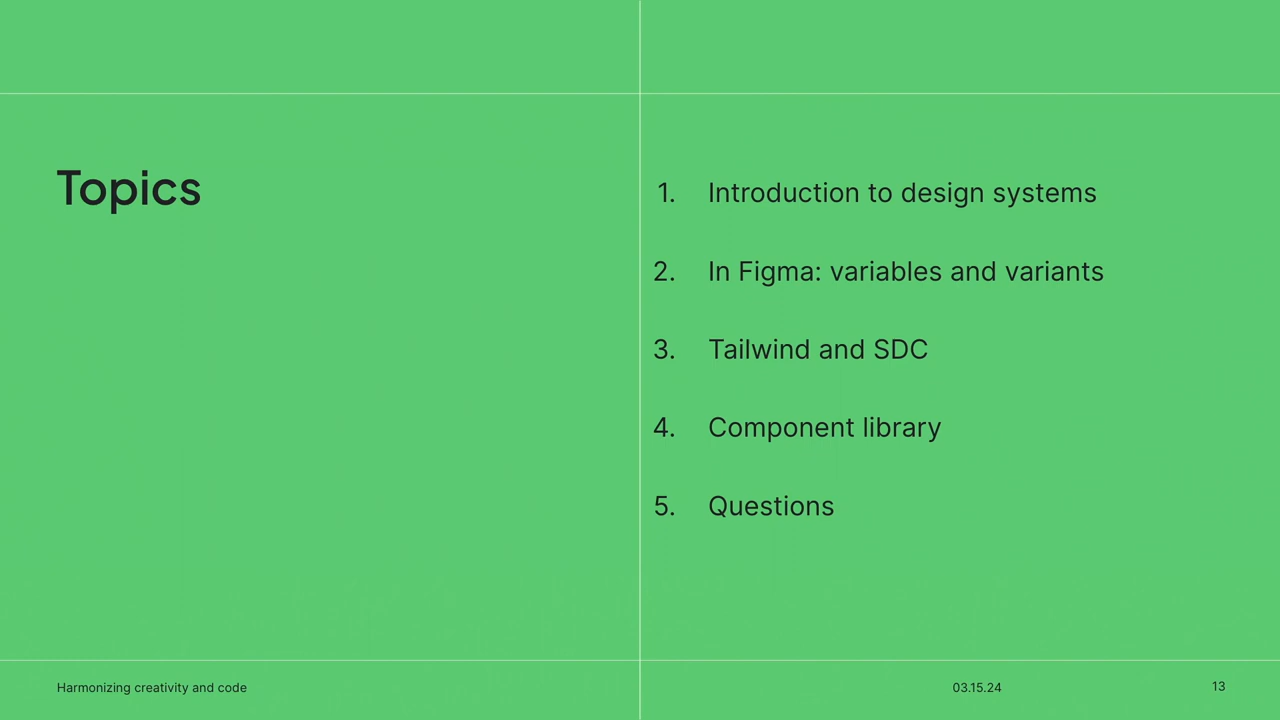 Topics
1. Introduction to design systems
2. In Figma: variables and variants
3. Tailwind and SDC
4. Component library
5. Questions
Harmonizing creativity and code
03.15.24
13